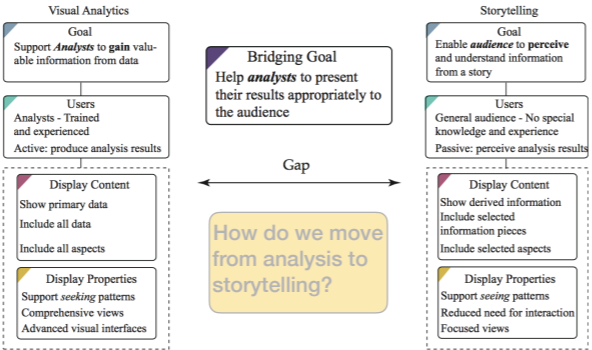 Visual Analytics
Goal
Support Analysts to gain valu-
able information from data
Users
Analysts - Trained
and experienced
Active: produce analysis results
Display Content
Show primary data
Include all data
Include all aspects
Display Properties
Support seeking patterns
Comprehensive views
Advanced visual interfaces
Bridging Goal
Help analysts to present
their results appropriately to
the audience
Gap
How do we move
from analysis to
storytelling?
Storytelling
Goal
Enable audience to perceive
and understand information
from a story
Users
General audience - No special
knowledge and experience
Passive: perceive analysis results
Display Content
Show derived information
Include selected
information pieces
Include selected aspects
Display Properties
Support seeing patterns
Reduced need for interaction
Focused views